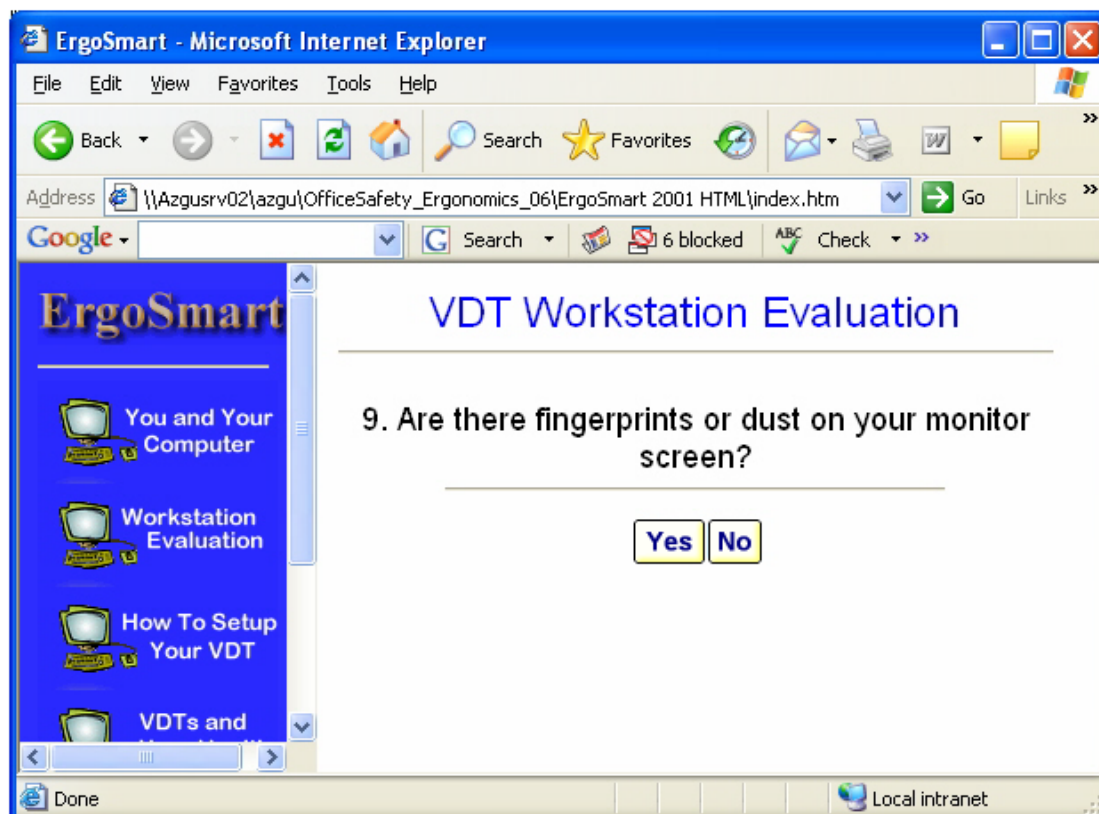 ErgoSmart - Microsoft Internet Explorer
File Edit View Favorites Tools Help
Back Search Favorites W »
Address \\Azgusrv02\azgu\OfficeSafety_Ergonomics_06\ErgoSmart 2001 HTML\index.htm Go Links »
Google G Search 6 blocked ABC Check »
ErgoSmart
You and Your
Computer
Workstation
Evaluation
How To Setup
Your VDT
VDTs and
VDT Workstation Evaluation
9. Are there fingerprints or dust on your monitor
screen?
Yes No
Done Local intranet